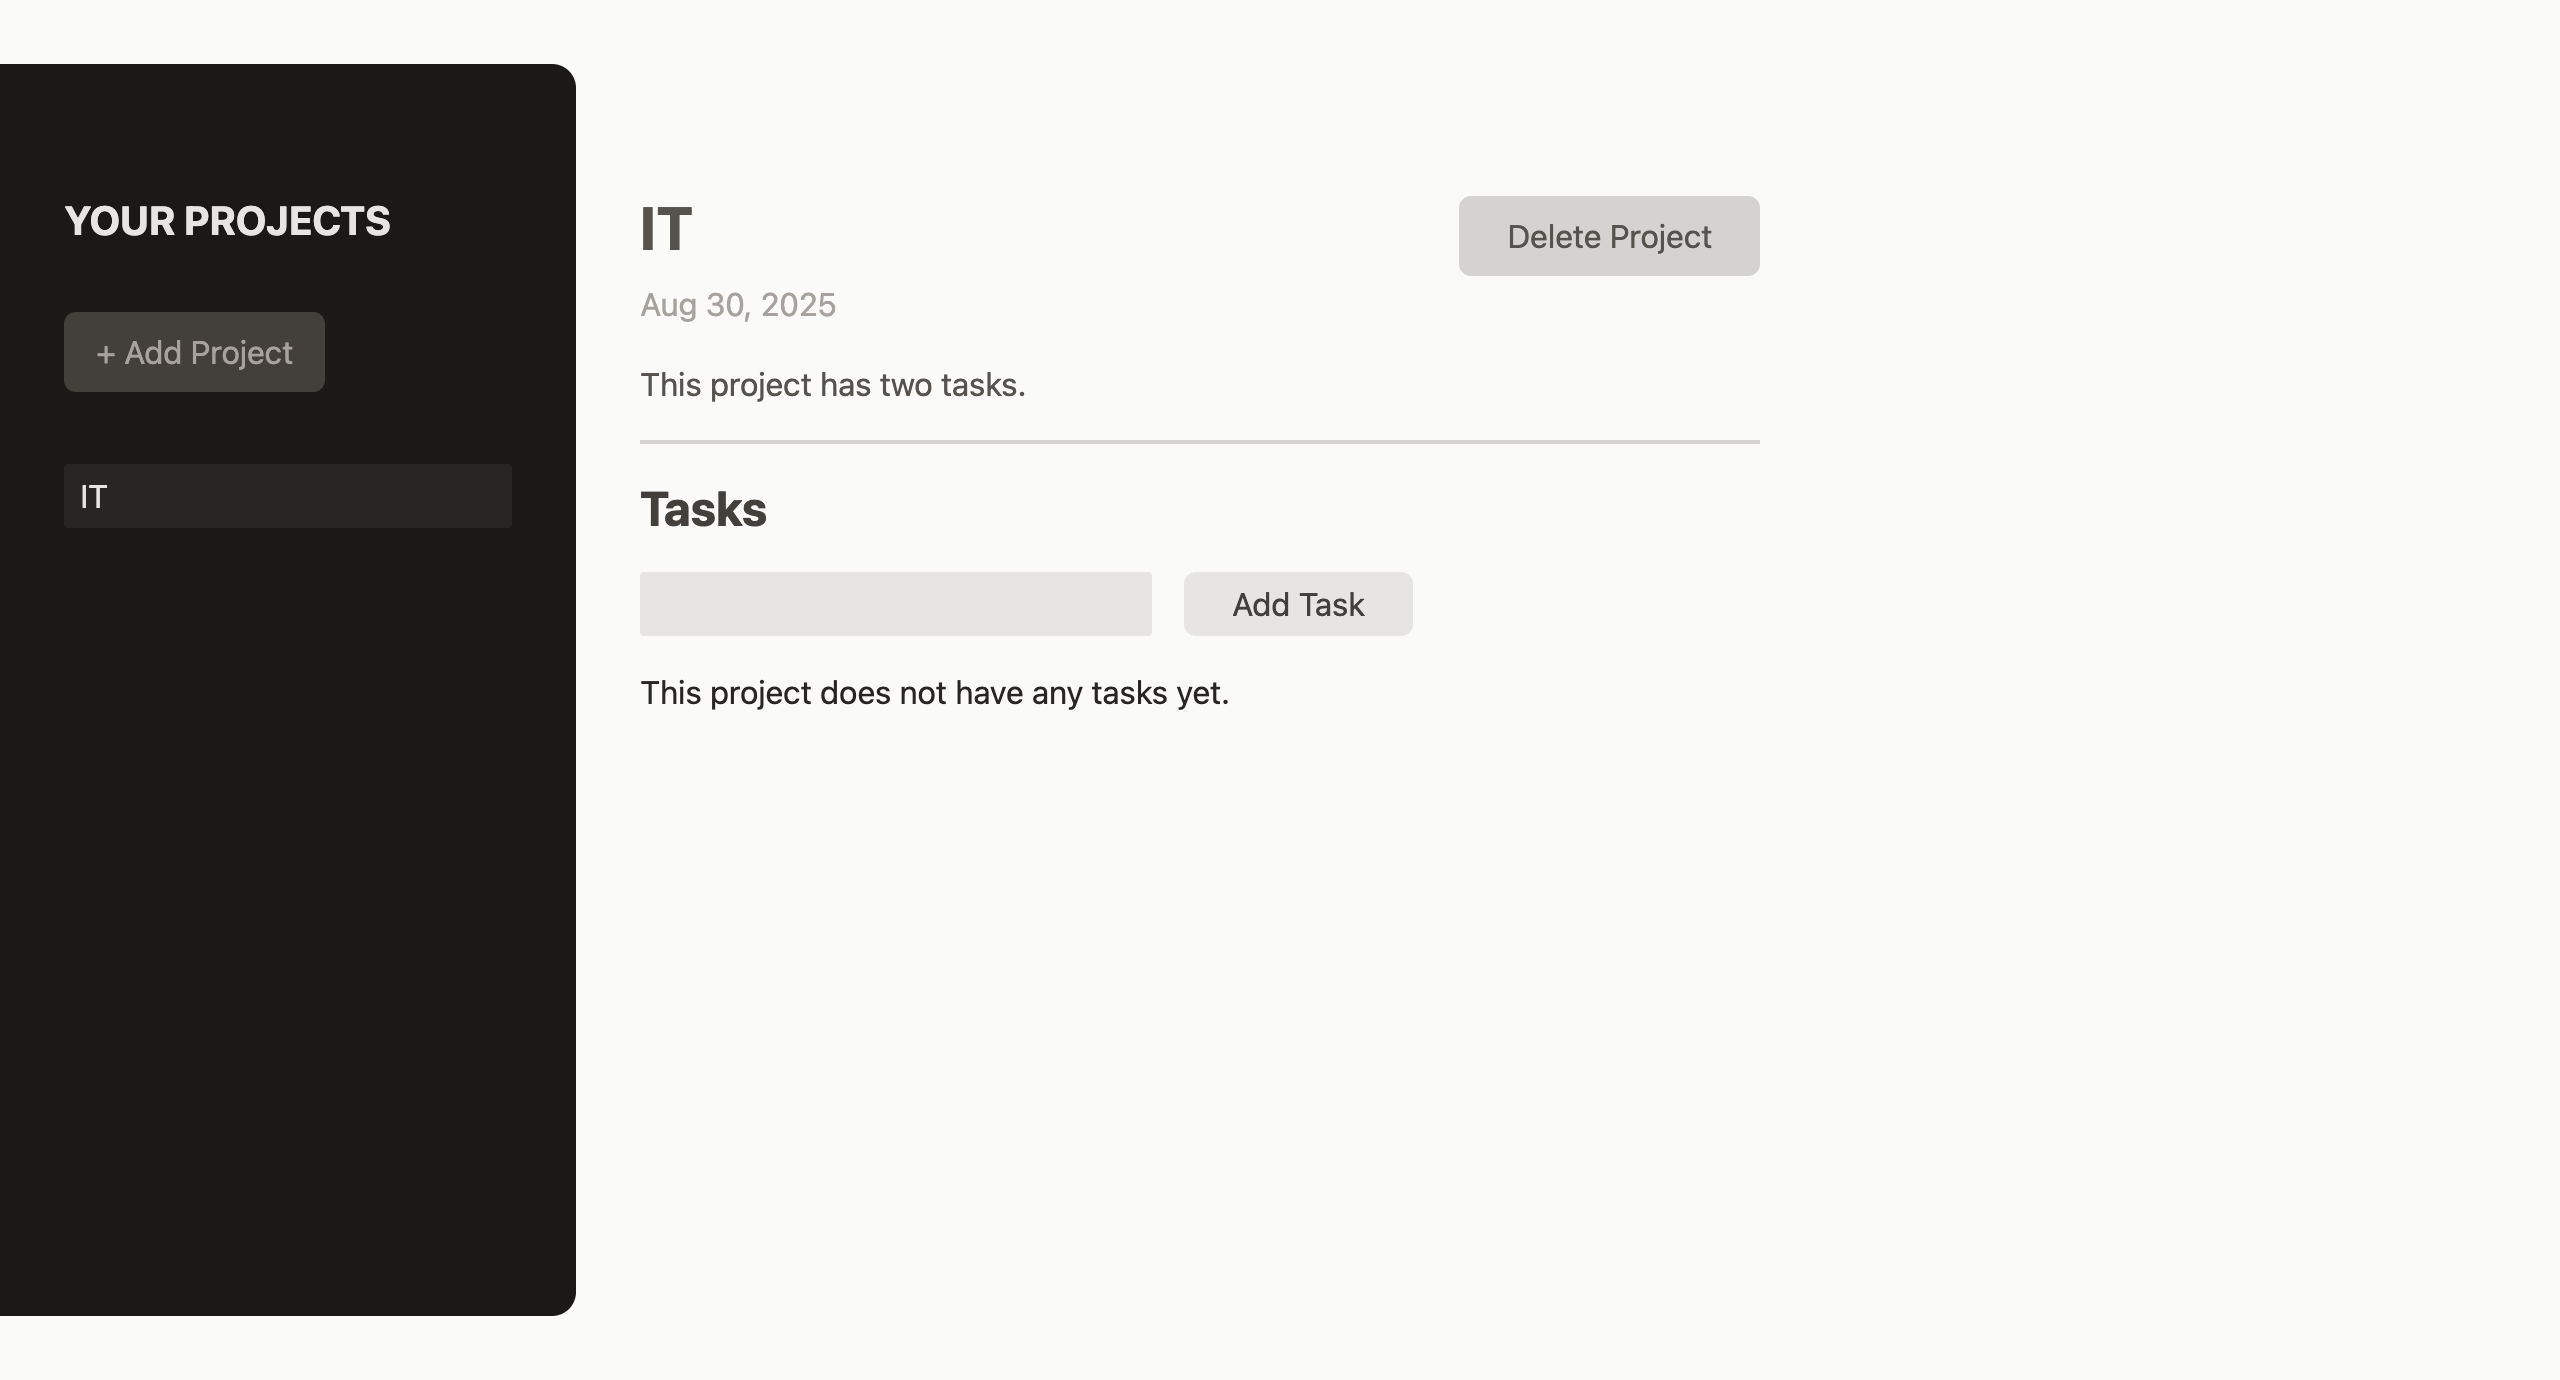 YOUR PROJECTS
+ Add Project
IT
IT
Delete Project
Aug 30, 2025
This project has two tasks.
Tasks
Add Task
This project does not have any tasks yet.